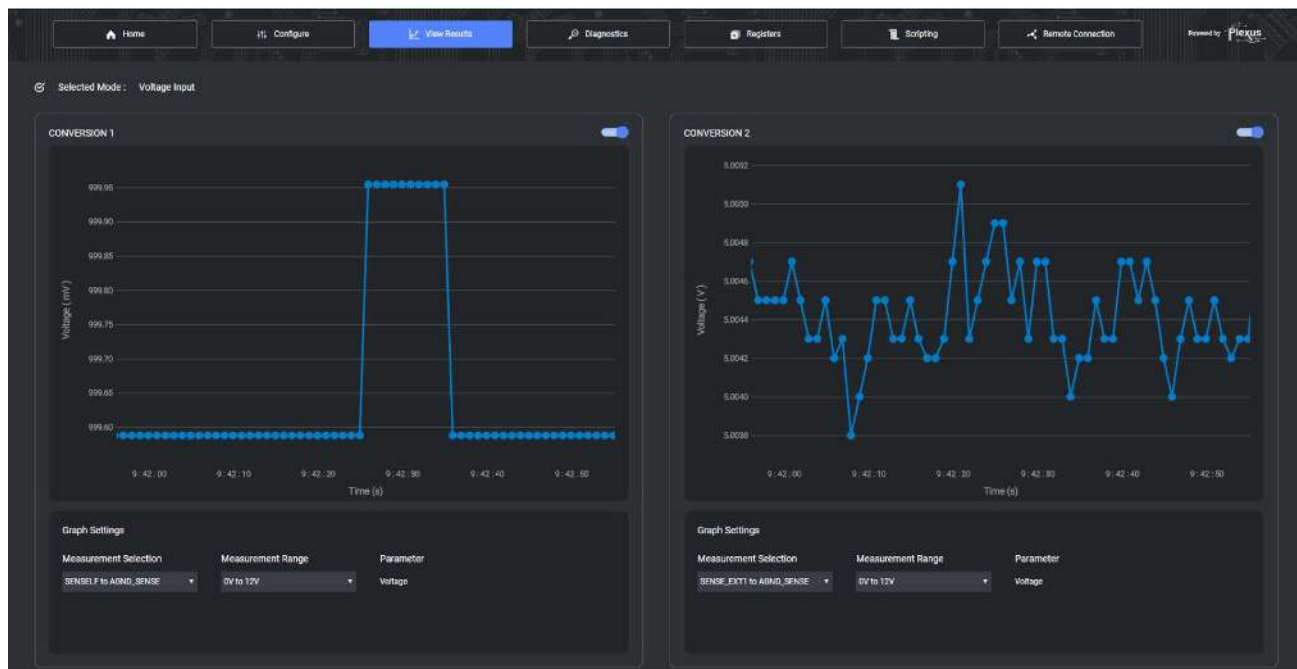 Home Configure View Results Diagnostics Registers Scripting Remote Connection Powered by Plexus
Selected Mode : Voltage Input
CONVERSION 1
999.95
999.90
999.85
999.80
999.75
999.70
999.65
999.60
Voltage ( mV )
9 : 42 : 00 9 : 42 : 10 9 : 42 : 20 9 : 42 : 30 9 : 42 : 40 9 : 42 : 50
Time (s)
Graph Settings
Measurement Selection Measurement Range Parameter
SENSELF to AGND_SENSE 0V to 12V Voltage
CONVERSION 2
5.0052
5.0050
5.0048
5.0046
5.0044
5.0042
5.0040
5.0038
Voltage ( V )
9 : 42 : 00 9 : 42 : 10 9 : 42 : 20 9 : 42 : 30 9 : 42 : 40 9 : 42 : 50
Time (s)
Graph Settings
Measurement Selection Measurement Range Parameter
SENSE_EXT1 to AGND_SENSE 0V to 12V Voltage